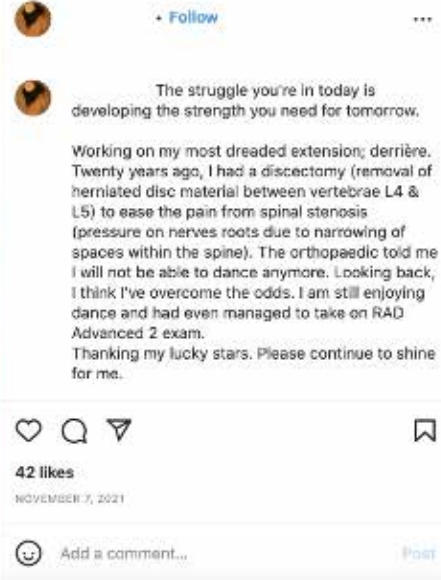 • Follow
The struggle you're in today is
developing the strength you need for tomorrow.
Working on my most dreaded extension; derrière.
Twenty years ago, I had a discectomy (removal of
herniated disc material between vertebrae L4 &
L5) to ease the pain from spinal stenosis
(pressure on nerves roots due to narrowing of
spaces within the spine). The orthopaedic told me
I will not be able to dance anymore. Looking back,
I think I've overcome the odds. I am still enjoying
dance and had even managed to take on RAD
Advanced 2 exam.
Thanking my lucky stars. Please continue to shine
for me.
42 likes
NOVEMBER 7, 2021
Add a comment...
Post